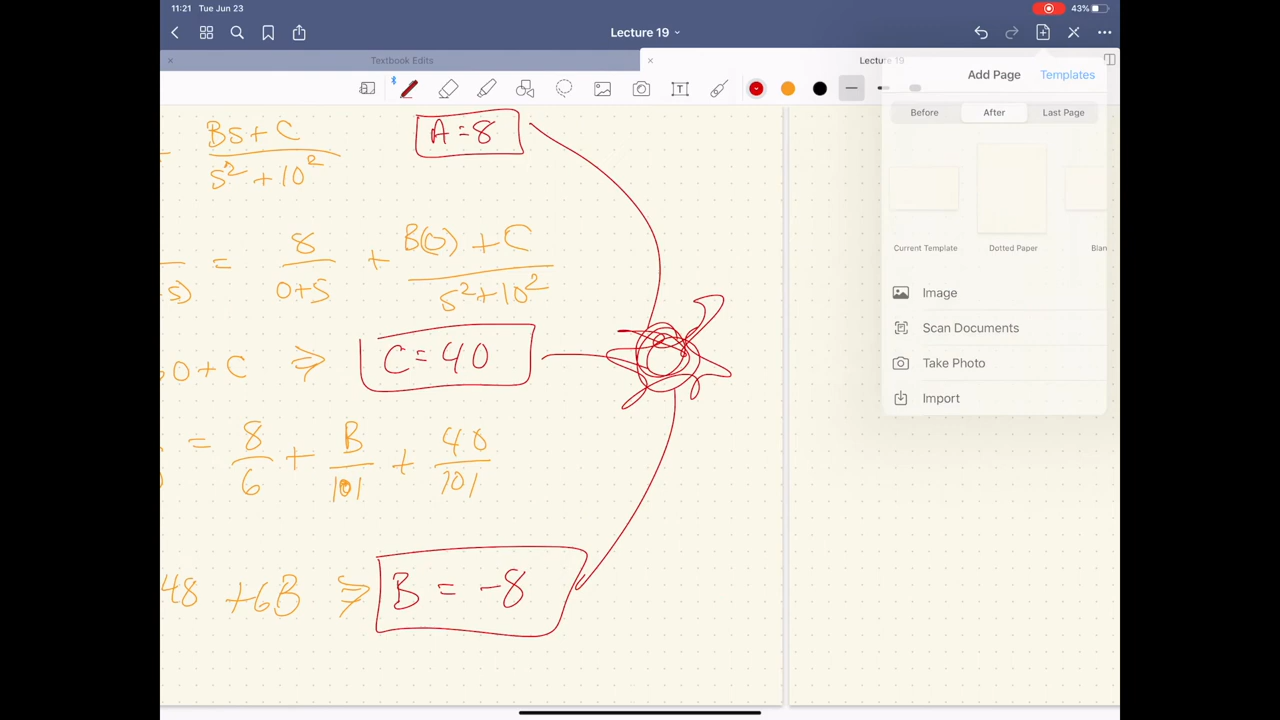 11:21 Tue Jun 23 43%
Lecture 19
Textbook Edits
Lecture 19
Add Page Templates
Before After Last Page
Current Template Dotted Paper Blan
Image
Scan Documents
Take Photo
Import
Bs + C
s² + 10²
A = 8
s) = 8 / 0+5 + B(0) + C / s² + 10²
0 + C ⇒ C = 40
= 8/6 + B/101 + 40/101
48 + 6B ⇒ B = -8